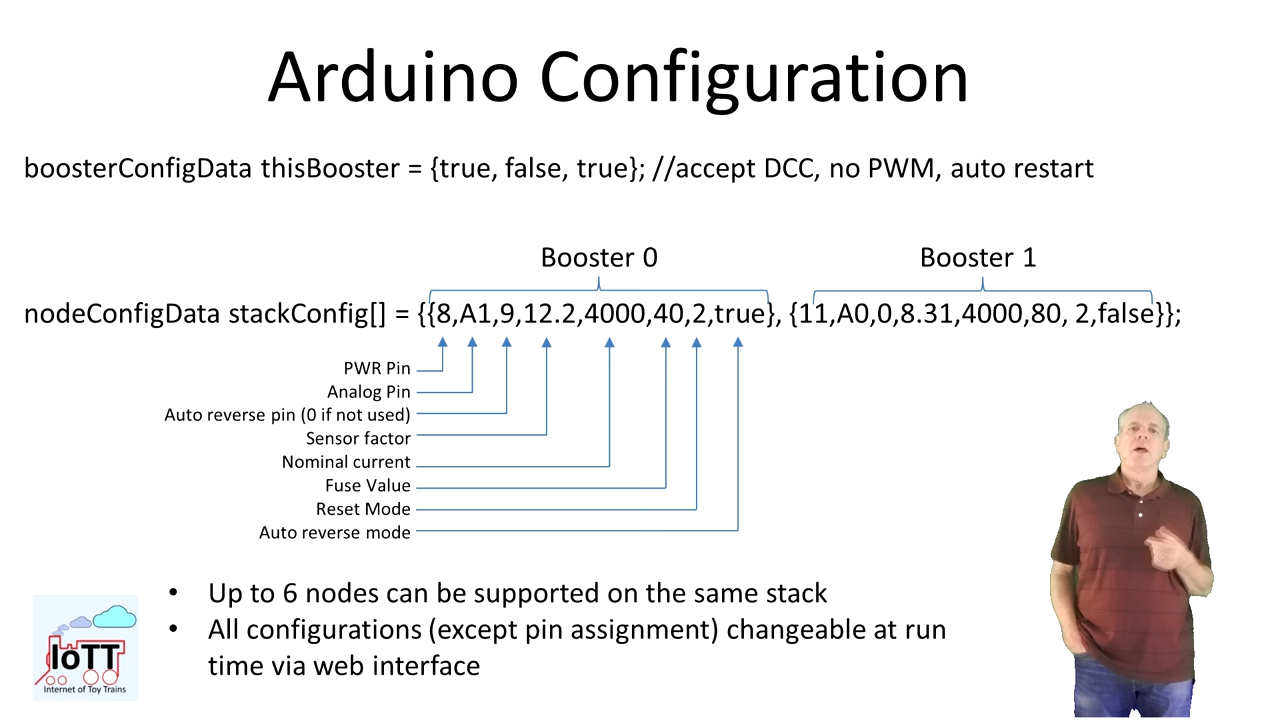 Arduino Configuration
boosterConfigData thisBooster = {true, false, true}; //accept DCC, no PWM, auto restart
Booster 0
Booster 1
nodeConfigData stackConfig[] = {{8,A1,9,12.2,4000,40,2,true}, {11,A0,0,8.31,4000,80, 2,false}};
PWR Pin
Analog Pin
Auto reverse pin (0 if not used)
Sensor factor
Nominal current
Fuse Value
Reset Mode
Auto reverse mode
• Up to 6 nodes can be supported on the same stack
• All configurations (except pin assignment) changeable at run
time via web interface
IoTT
Internet of Toy Trains